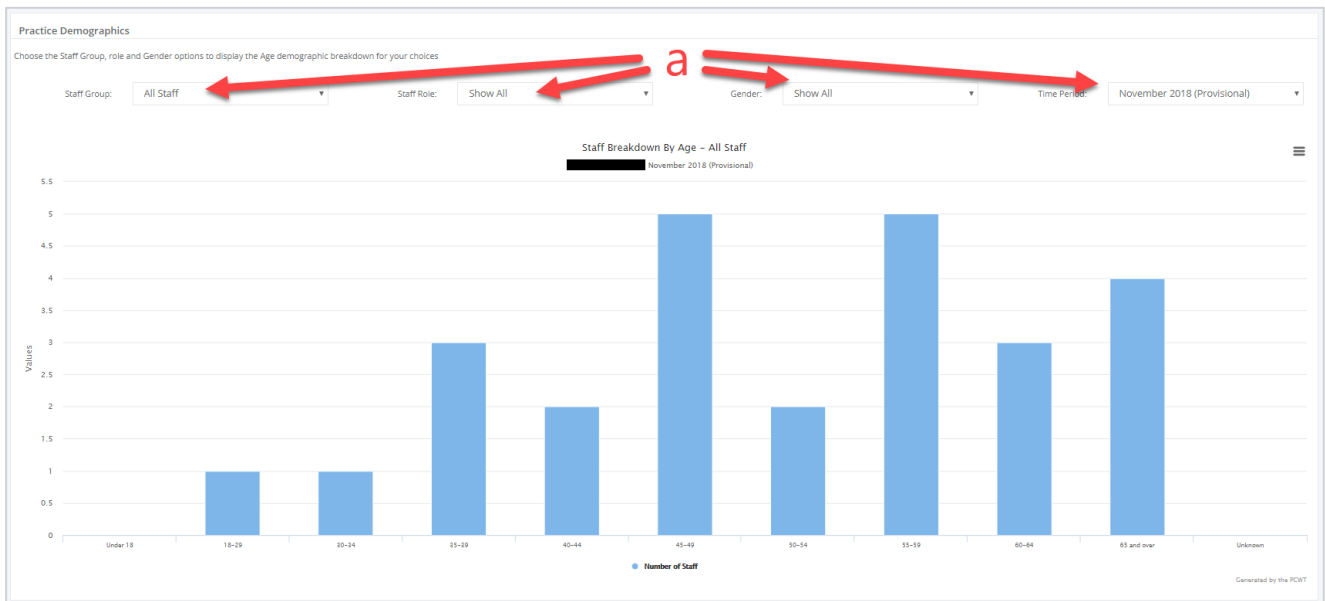 Practice Demographics
Choose the Staff Group, role and Gender options to display the Age demographic breakdown for your choices
a
Staff Group: All Staff Staff Role: Show All Gender: Show All Time Period: November 2018 (Provisional)
Staff Breakdown By Age – All Staff
November 2018 (Provisional)
5.5
5
4.5
4
3.5
3
2.5
2
1.5
1
0.5
0
Values
Under 18 18–29 30–34 35–39 40–44 45–49 50–54 55–59 60–64 65 and over Unknown
Number of Staff
Generated by the PCWT